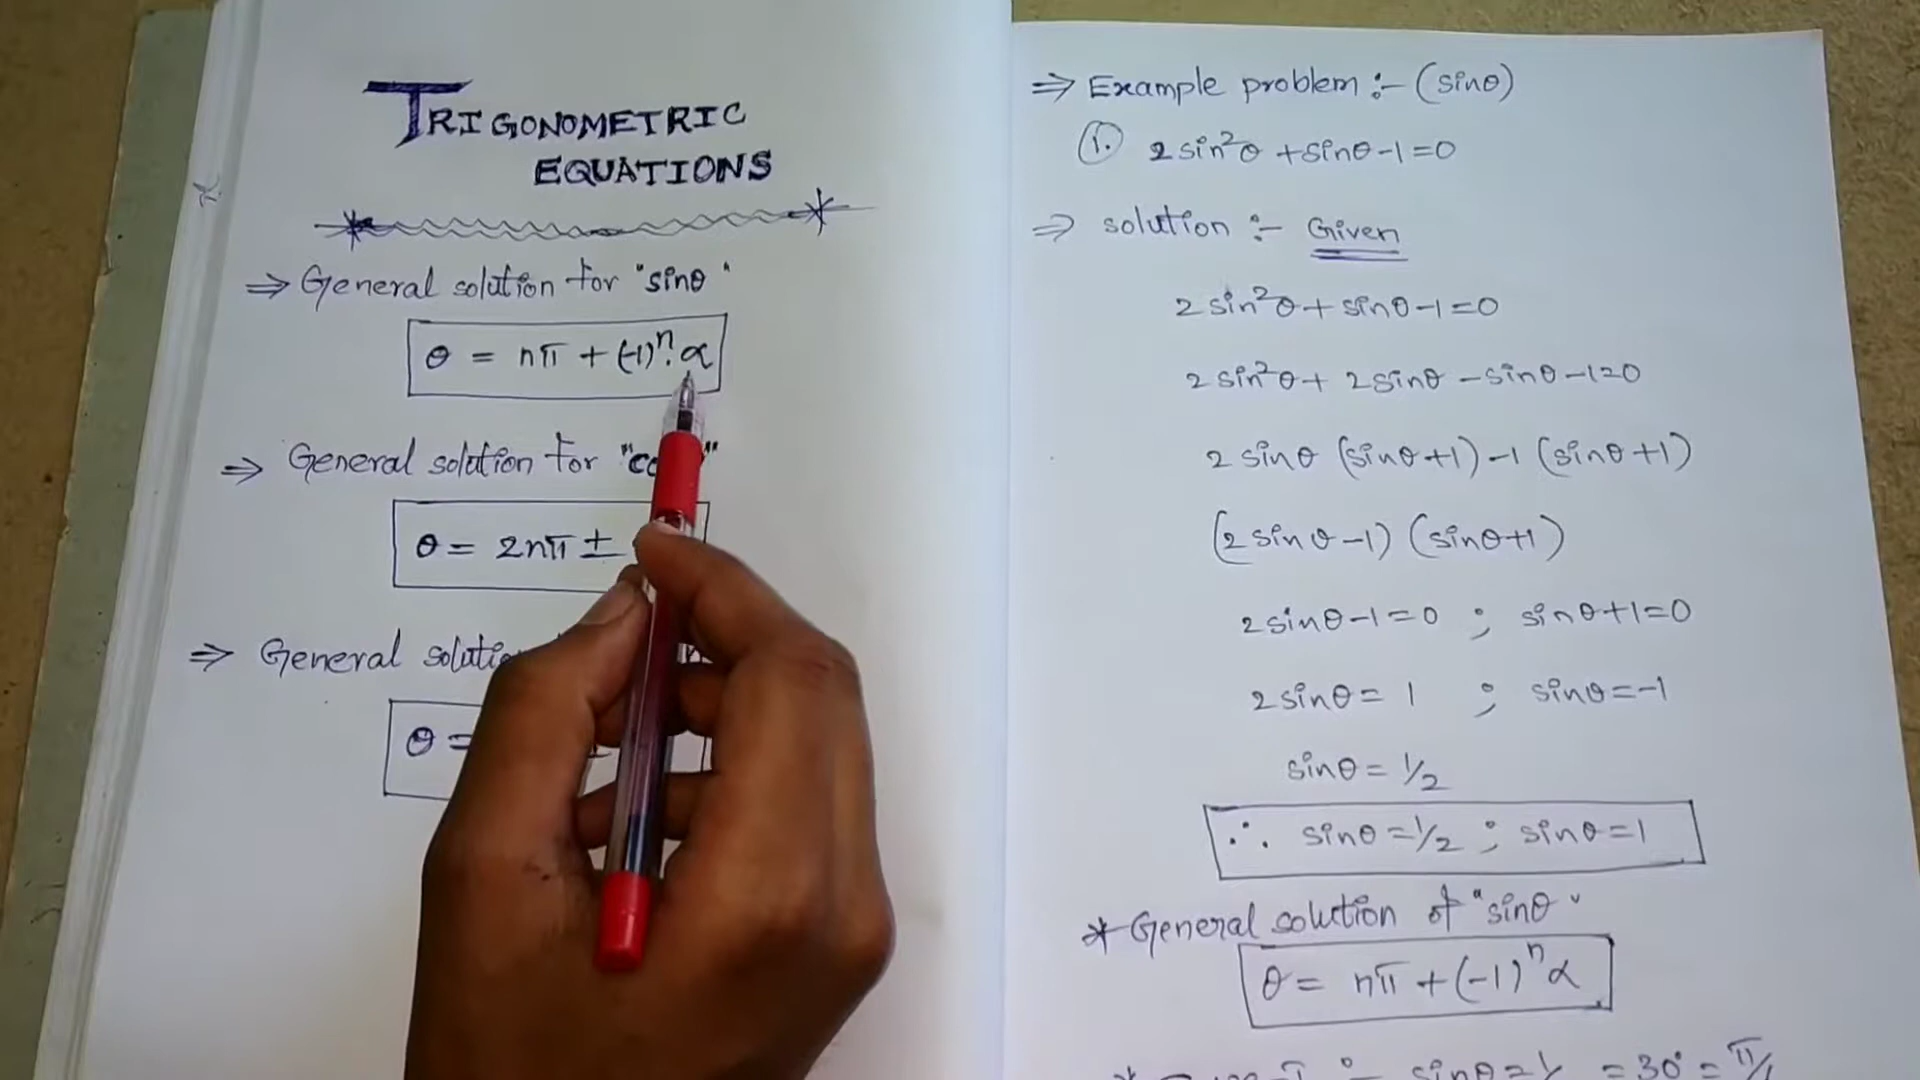 TRIGONOMETRIC
EQUATIONS
⇒ General solution for "sinθ"
θ = nπ + (-1)ⁿ.α
⇒ General solution for
θ = 2nπ ±
⇒ General
θ =
⇒ Example problem :- (sinθ)
1. 2sin²θ +sinθ-1=0
⇒ solution :- Given
2sin²θ+sinθ-1=0
2sin²θ+ 2sinθ -sinθ-1=0
2sinθ (sinθ+1)-1 (sinθ+1)
(2sinθ-1) (sinθ+1)
2sinθ-1=0 ; sinθ+1=0
2sinθ= 1 ; sinθ=-1
sinθ= 1/2
∴ sinθ=1/2 ; sinθ=1
* General solution of "sinθ"
θ= nπ+(-1)ⁿα
= 30° =